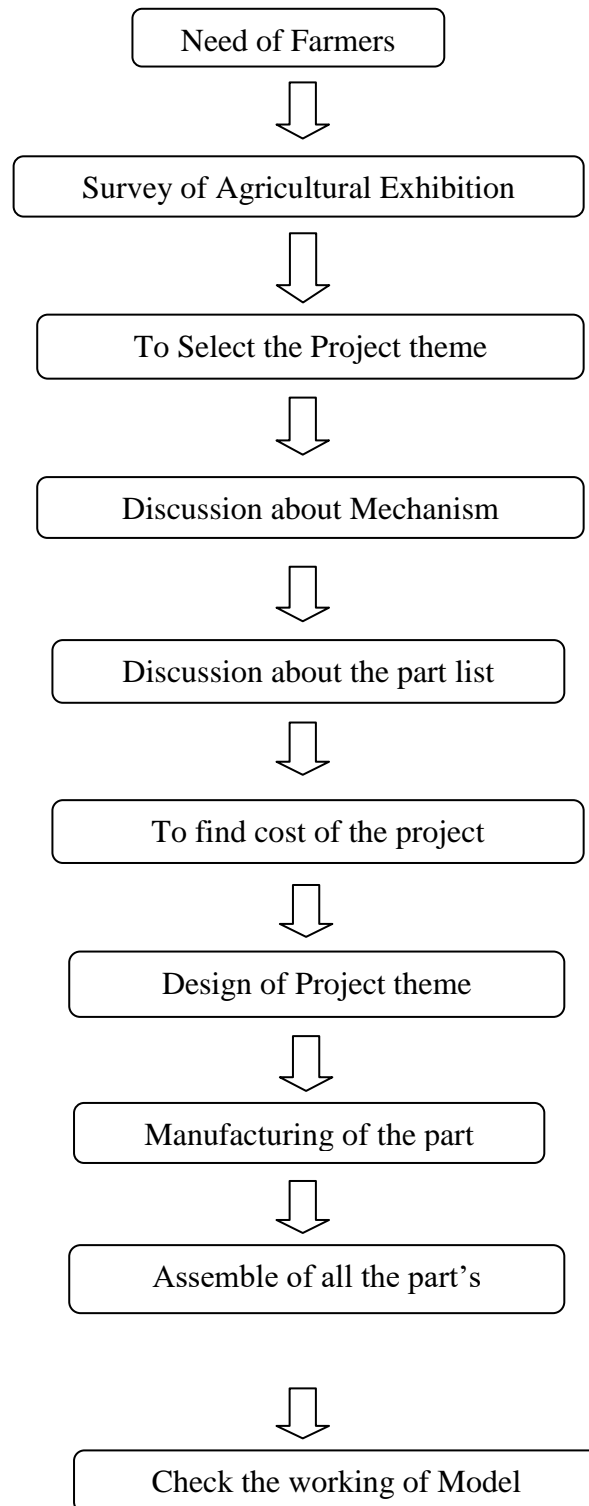 Need of Farmers
Survey of Agricultural Exhibition
To Select the Project theme
Discussion about Mechanism
Discussion about the part list
To find cost of the project
Design of Project theme
Manufacturing of the part
Assemble of all the part’s
Check the working of Model